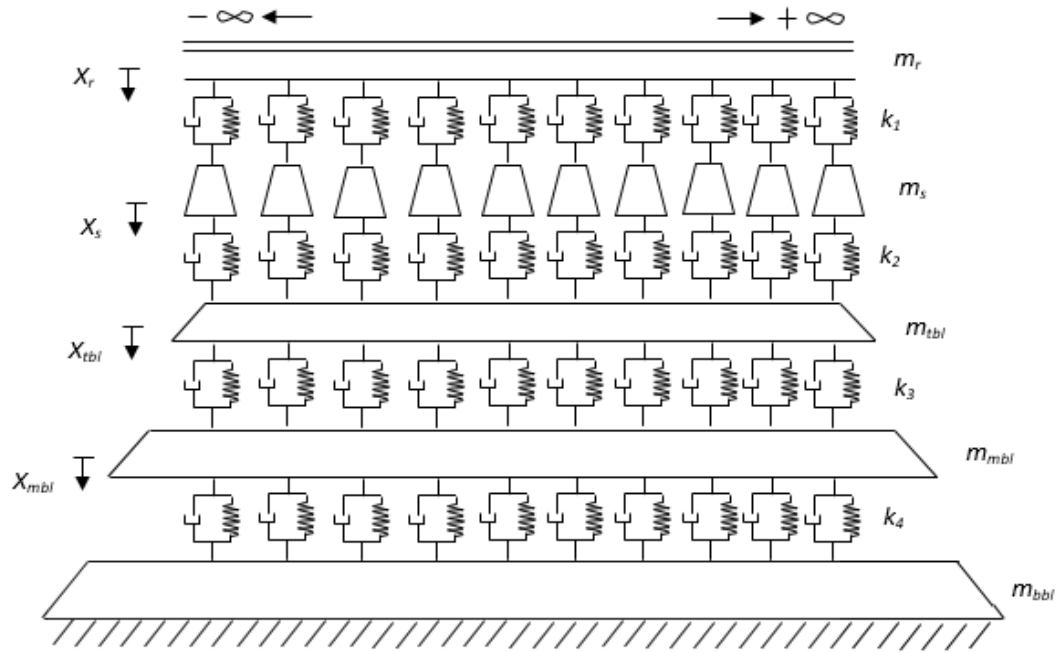 − ∞ + ∞
m_r
X_r
k_1
m_s
X_s
k_2
m_tbl
X_tbl
k_3
m_mbl
X_mbl
k_4
m_bbl